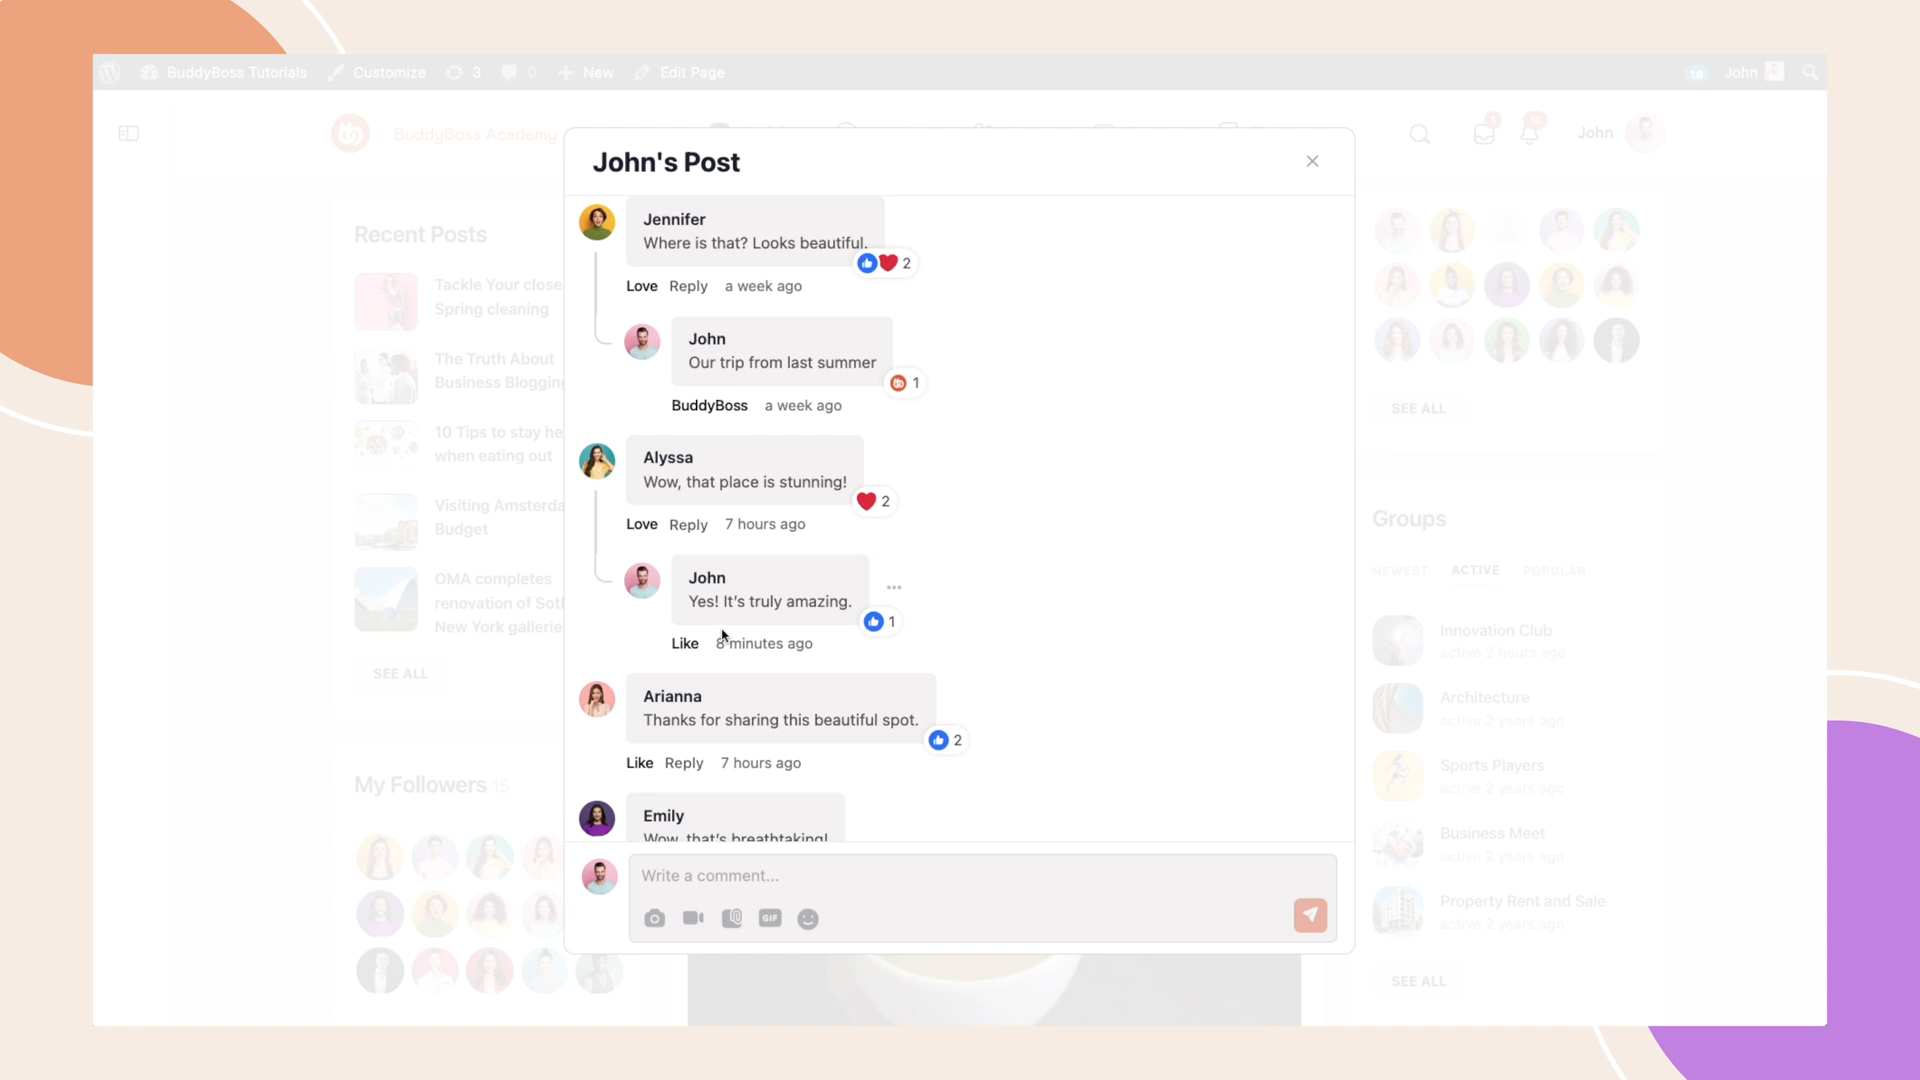 BuddyBoss Tutorials Customize 3 0 New Edit Page 18 John
BuddyBoss Academy
John
Recent Posts
Tackle Your close
Spring cleaning
The Truth About
Business Blogging
10 Tips to stay he
when eating out
Visiting Amsterda
Budget
OMA completes
renovation of Sot
New York gallerie
SEE ALL
My Followers 15
John's Post
Jennifer
Where is that? Looks beautiful.
2
Love Reply a week ago
John
Our trip from last summer
1
BuddyBoss a week ago
Alyssa
Wow, that place is stunning!
2
Love Reply 7 hours ago
John
Yes! It's truly amazing.
1
Like 8 minutes ago
Arianna
Thanks for sharing this beautiful spot.
2
Like Reply 7 hours ago
Emily
Wow, that's breathtaking!
Write a comment...
GIF
SEE ALL
Groups
NEWEST ACTIVE POPULAR
Innovation Club
active 2 hours ago
Architecture
active 2 years ago
Sports Players
active 2 years ago
Business Meet
active 2 years ago
Property Rent and Sale
active 2 years ago
SEE ALL